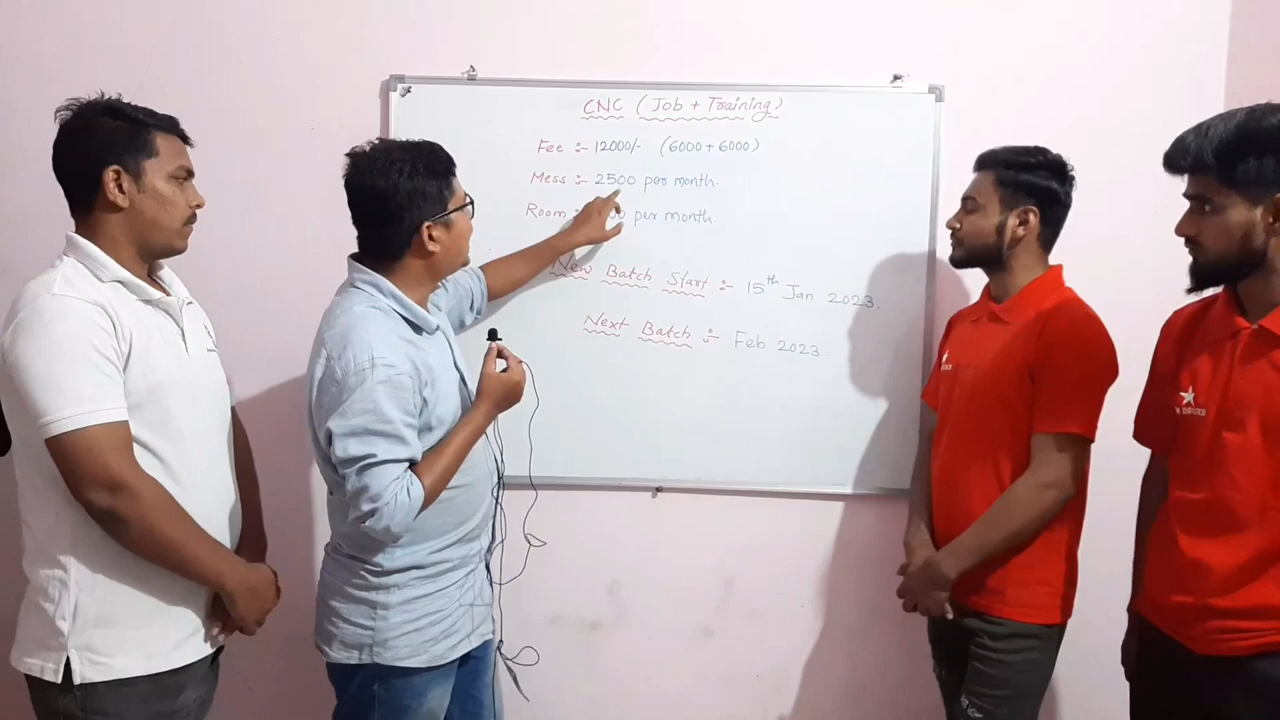 CNC (Job + Training)
Fee :- 12000/- (6000 + 6000)
Mess :- 2500 per month.
Room : 00 per month
New Batch Start :- 15th Jan 2023.
Next Batch :- Feb 2023.